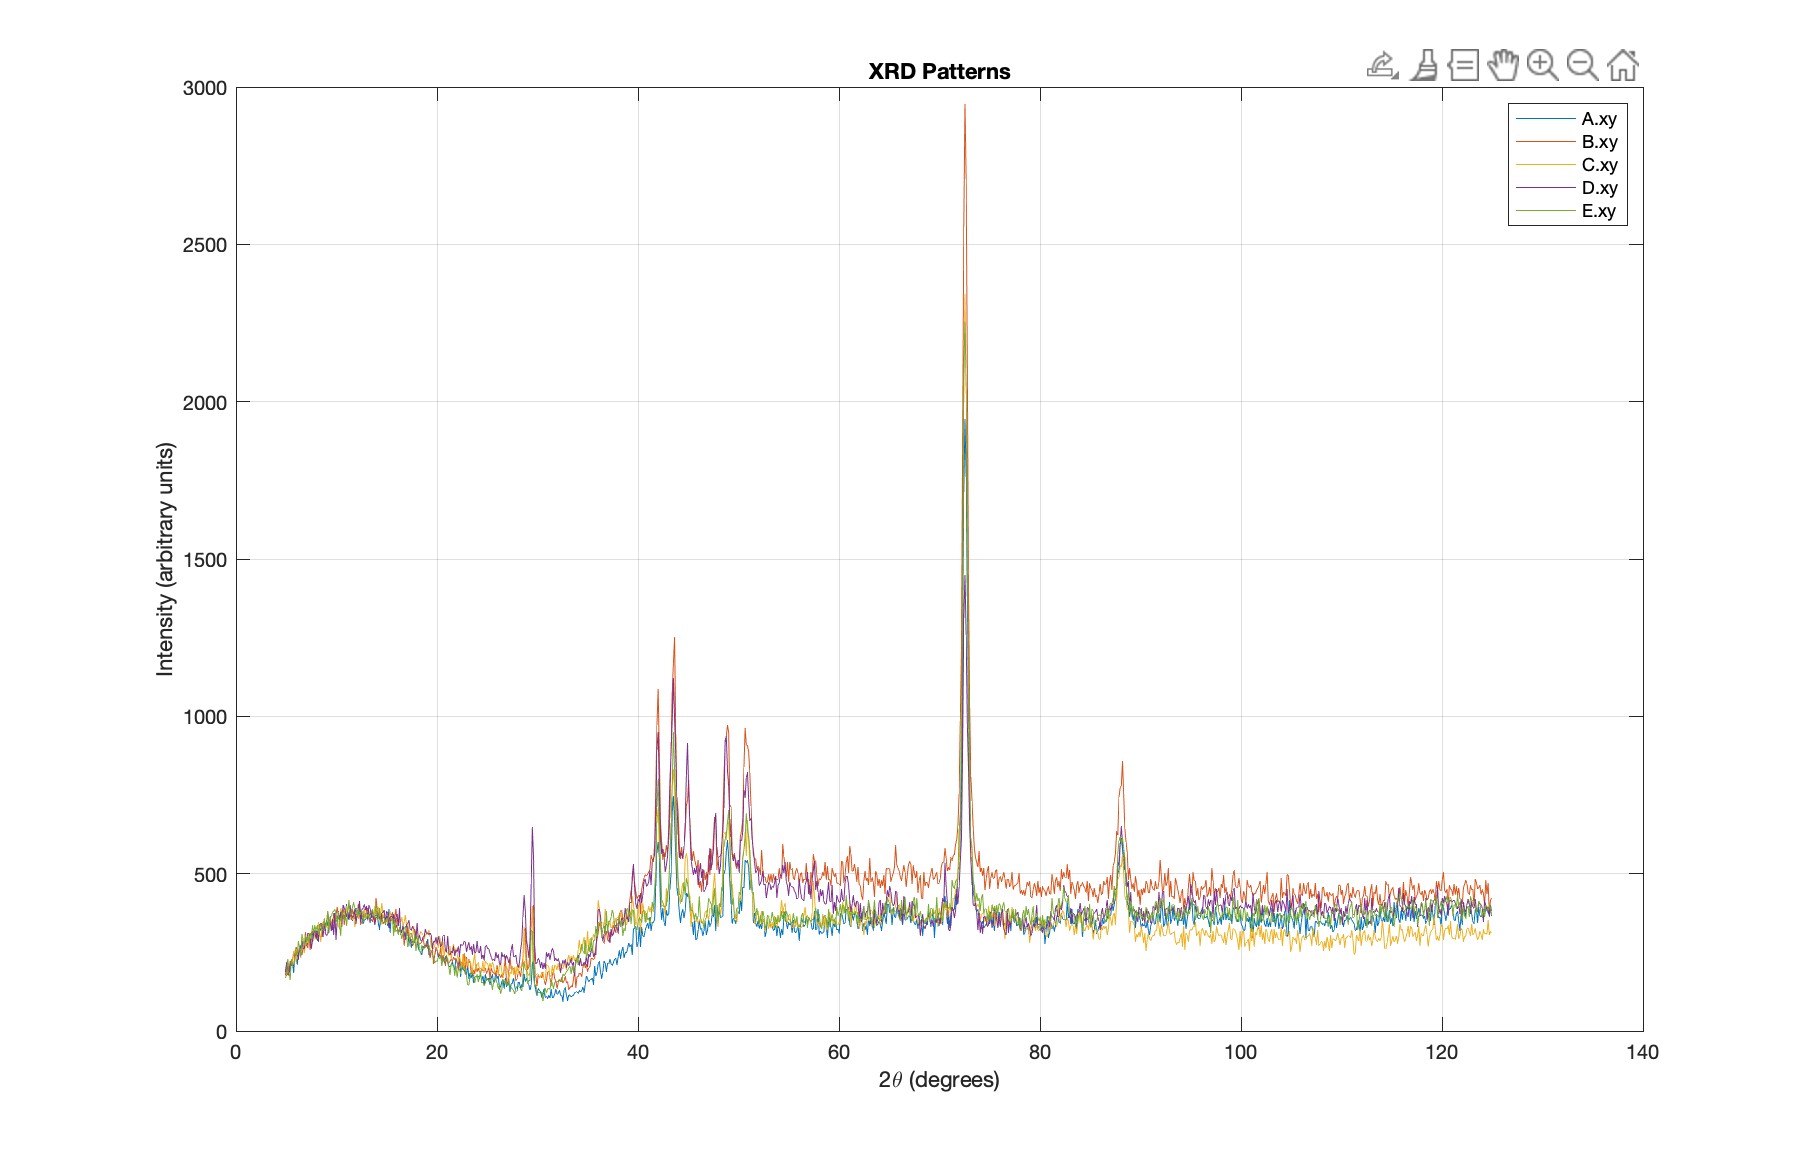 XRD Patterns
3000
2500
2000
1500
1000
500
0
Intensity (arbitrary units)
A.xy
B.xy
C.xy
D.xy
E.xy
0 20 40 60 80 100 120 140
2θ (degrees)